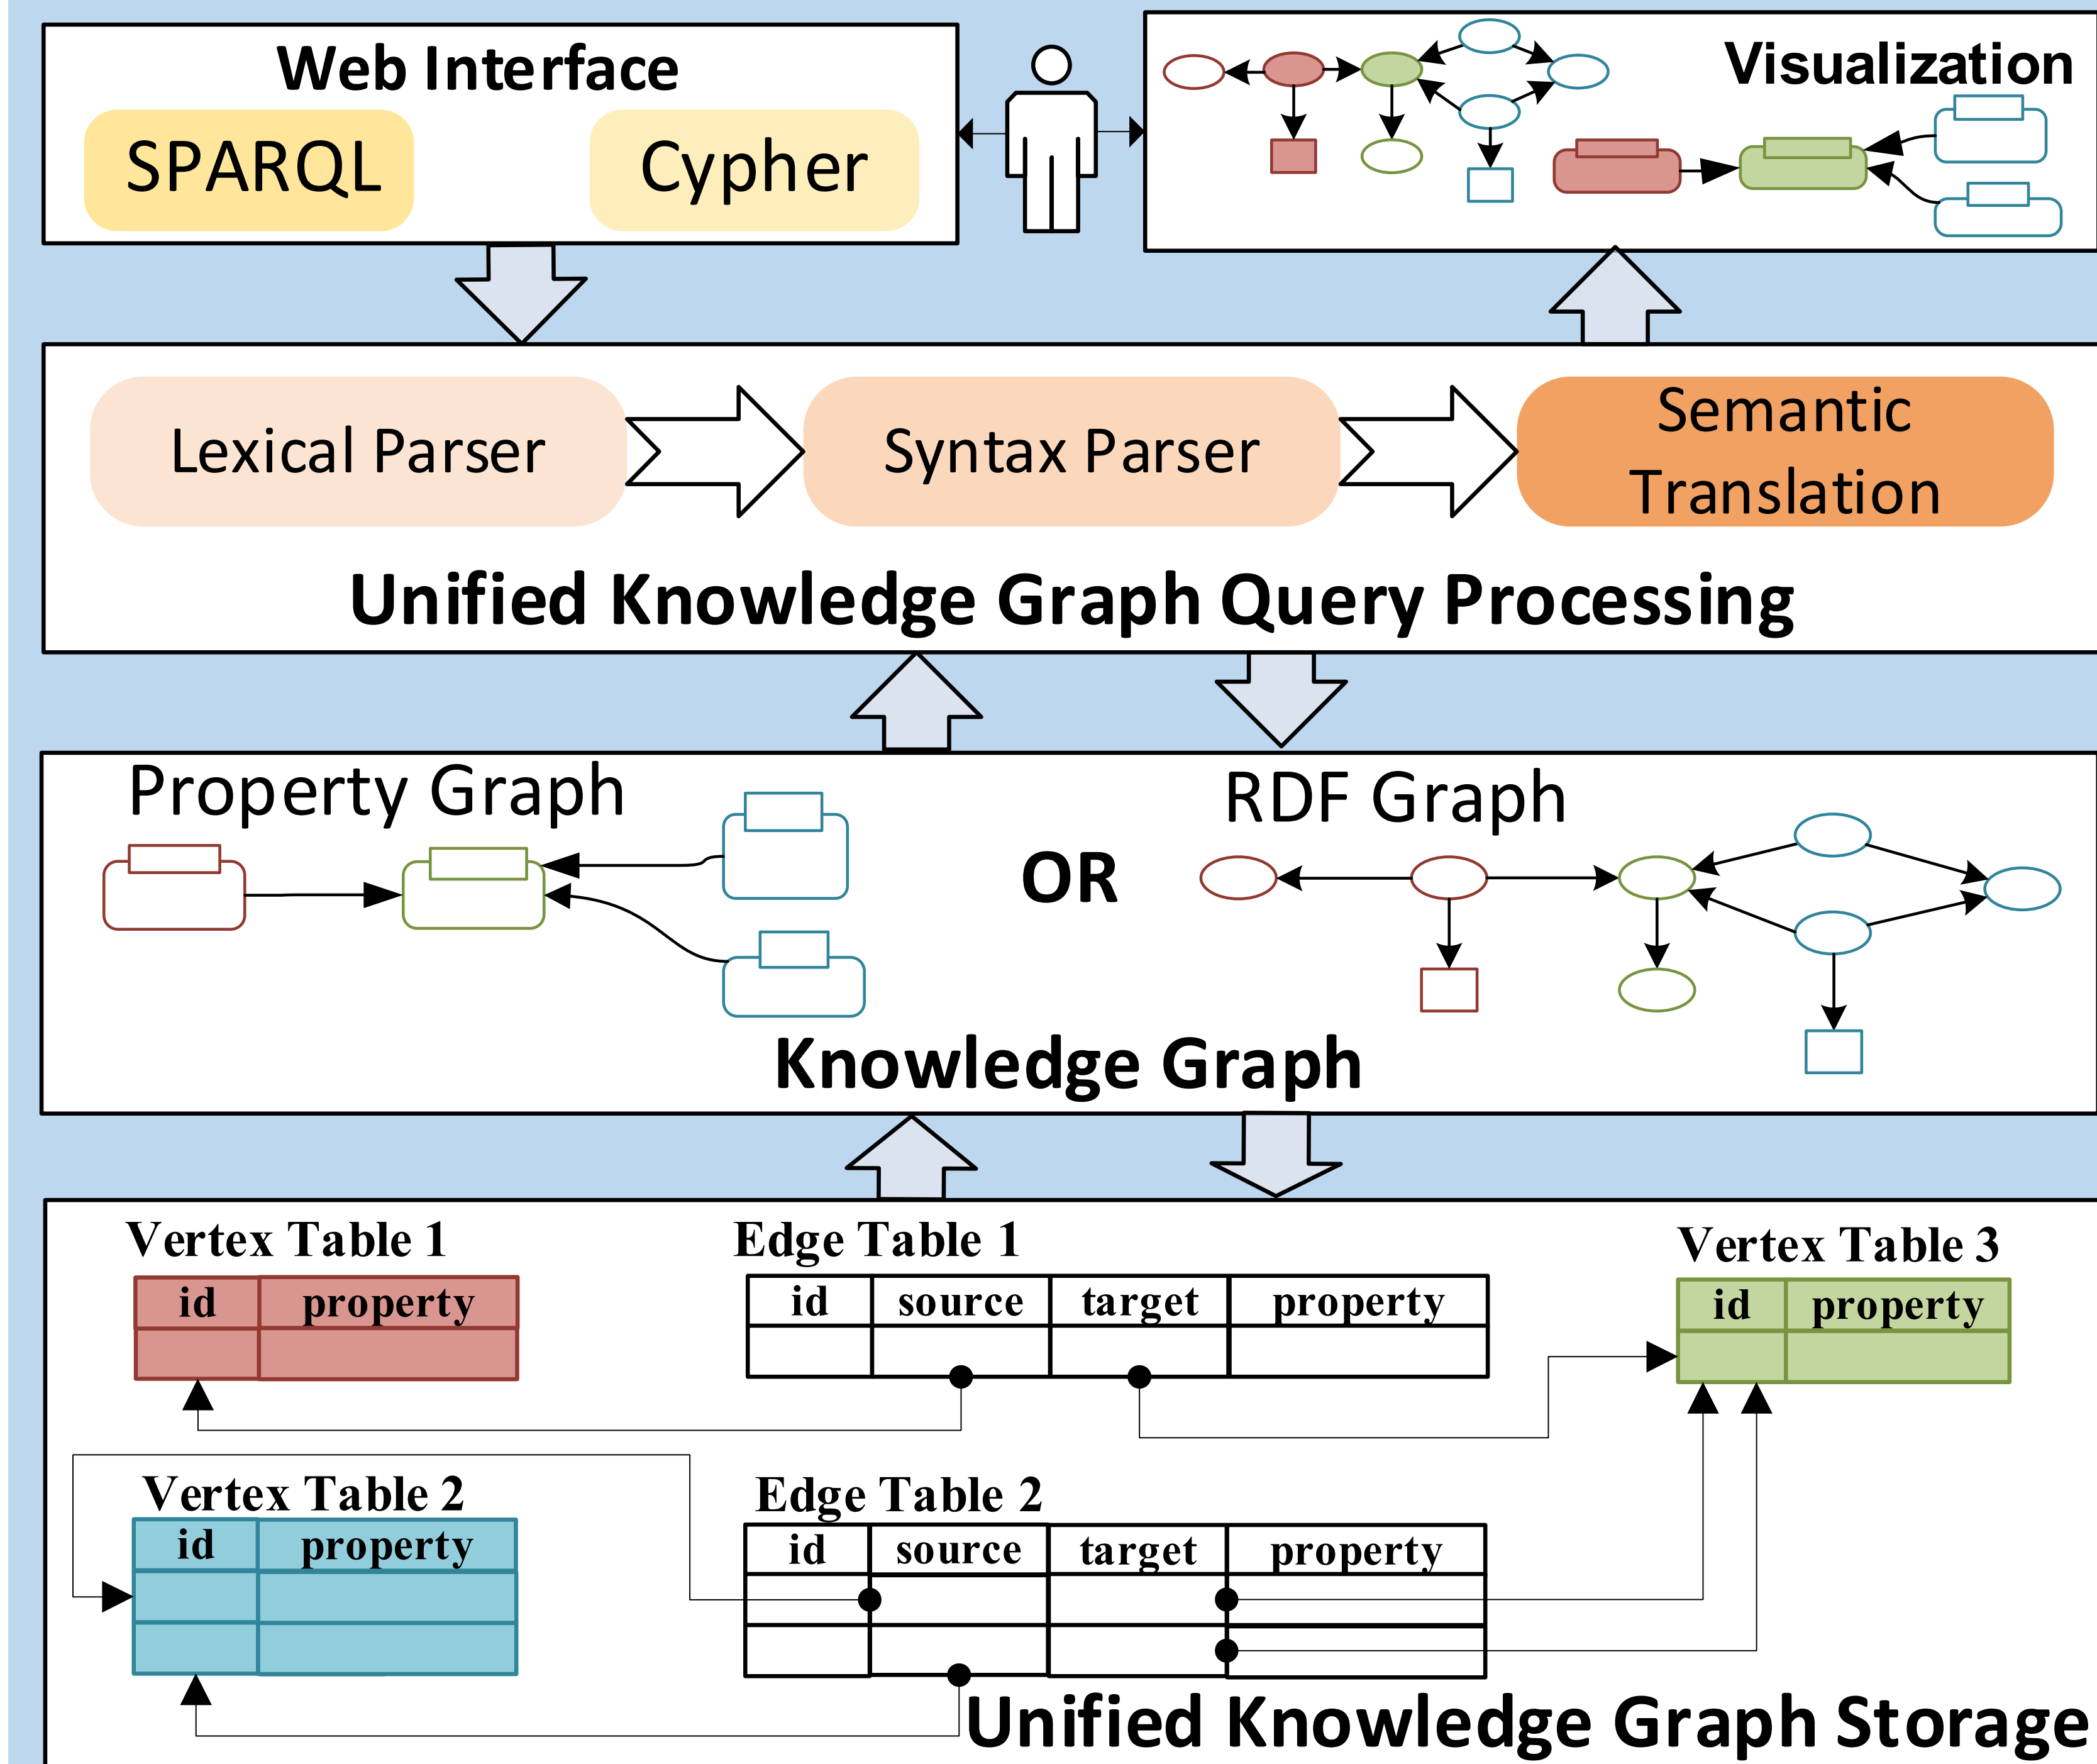 Web Interface
SPARQL
Cypher
Visualization
Lexical Parser
Syntax Parser
Semantic
Translation
Unified Knowledge Graph Query Processing
Property Graph
OR
RDF Graph
Knowledge Graph
Vertex Table 1
id property
Edge Table 1
id source target property
Vertex Table 3
id property
Vertex Table 2
id property
Edge Table 2
id source target property
Unified Knowledge Graph Storage